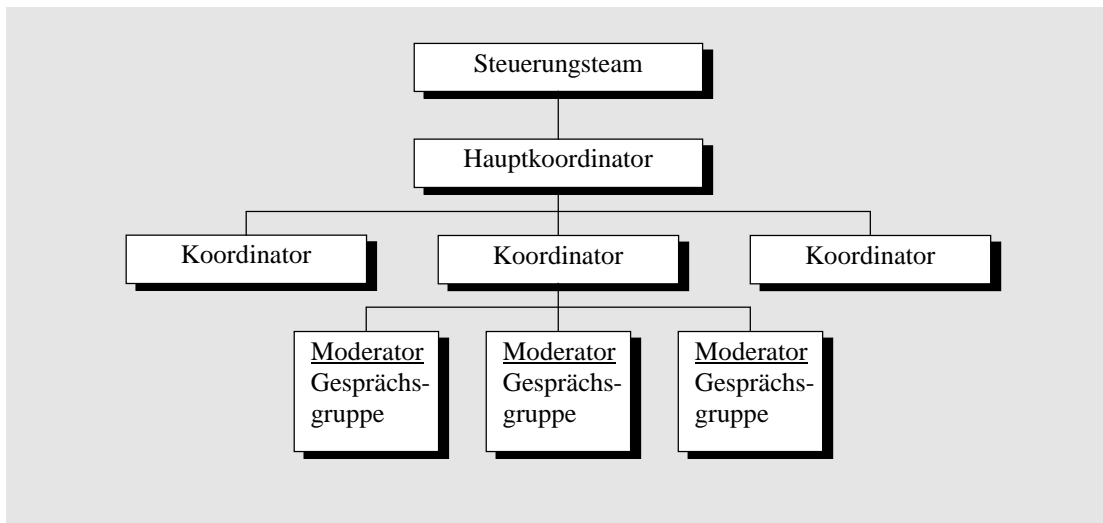 Steuerungsteam
Hauptkoordinator
Koordinator
Koordinator
Koordinator
Moderator
Gesprächs-
gruppe
Moderator
Gesprächs-
gruppe
Moderator
Gesprächs-
gruppe